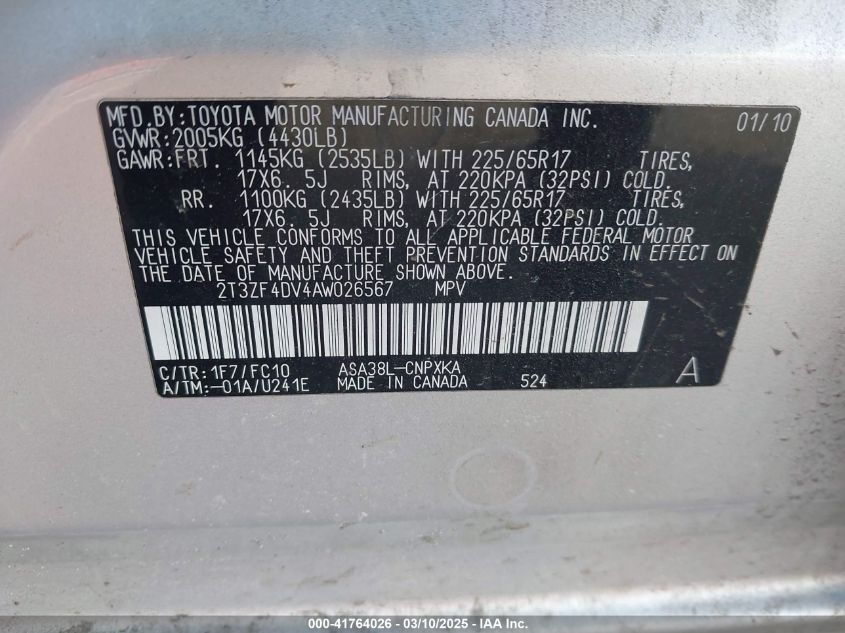 MFD.BY:TOYOTA MOTOR MANUFACTURING CANADA INC. 01/10
GVWR:2005KG (4430LB)
GAWR:FRT. 1145KG (2535LB) WITH 225/65R17 TIRES,
17X6.5J RIMS, AT 220KPA (32PSI) COLD.
RR. 1100KG (2435LB) WITH 225/65R17 TIRES,
17X6.5J RIMS, AT 220KPA (32PSI) COLD.
THIS VEHICLE CONFORMS TO ALL APPLICABLE FEDERAL MOTOR
VEHICLE SAFETY AND THEFT PREVENTION STANDARDS IN EFFECT ON
THE DATE OF MANUFACTURE SHOWN ABOVE.
2T3ZF4DV4AW026567 MPV
C/TR:1F7/FC10 ASA38L-CNPXKA A
A/TM:-01A/U241E MADE IN CANADA 524
000-41764026 - 03/10/2025 - IAA Inc.